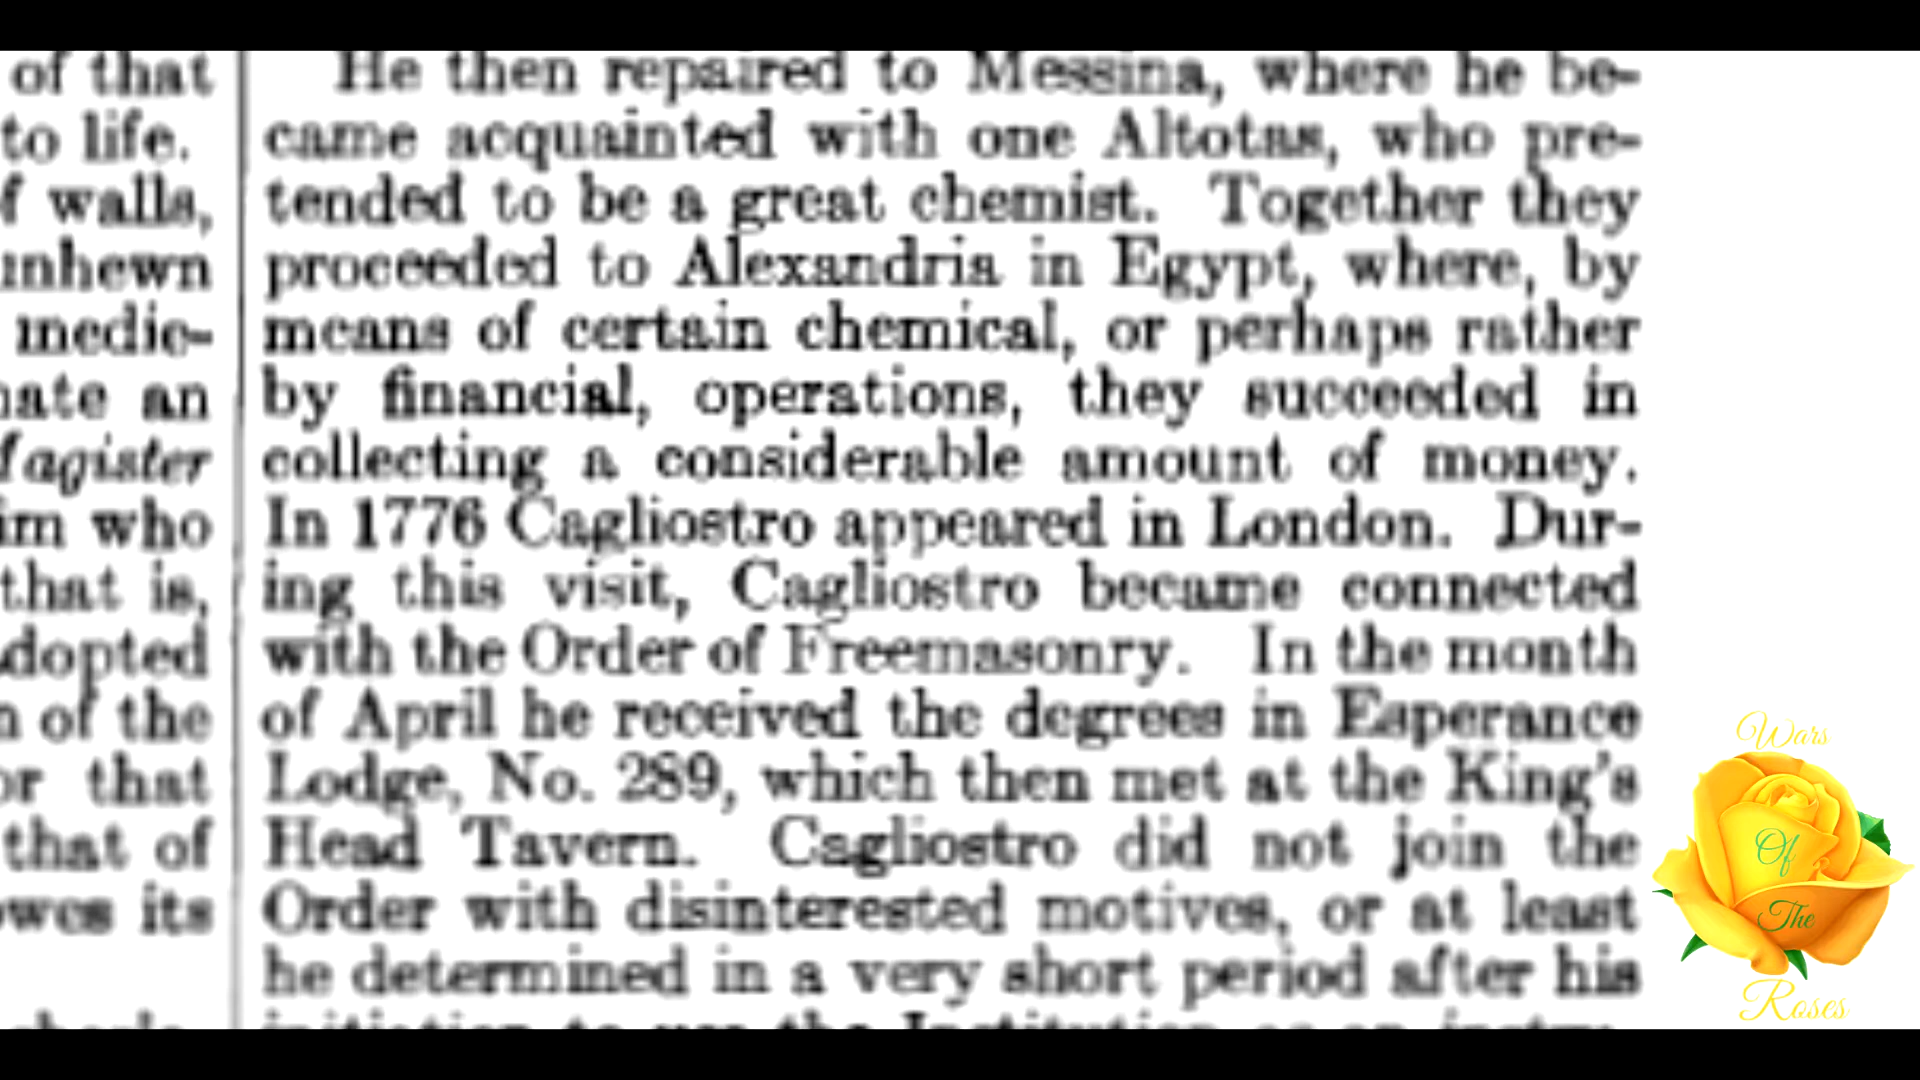 of that
to life.
f walls,
unhewn
medic-
nate an
agister
im who
that is,
dopted
n of the
or that
that of
owes its
He then repaired to Messina, where he be-
came acquainted with one Altotas, who pre-
tended to be a great chemist. Together they
proceeded to Alexandria in Egypt, where, by
means of certain chemical, or perhaps rather
by financial, operations, they succeeded in
collecting a considerable amount of money.
In 1776 Cagliostro appeared in London. Dur-
ing this visit, Cagliostro became connected
with the Order of Freemasonry. In the month
of April he received the degrees in Esperance
Lodge, No. 289, which then met at the King's
Head Tavern. Cagliostro did not join the
Order with disinterested motives, or at least
he determined in a very short period after his
Wars
Of
The
Roses